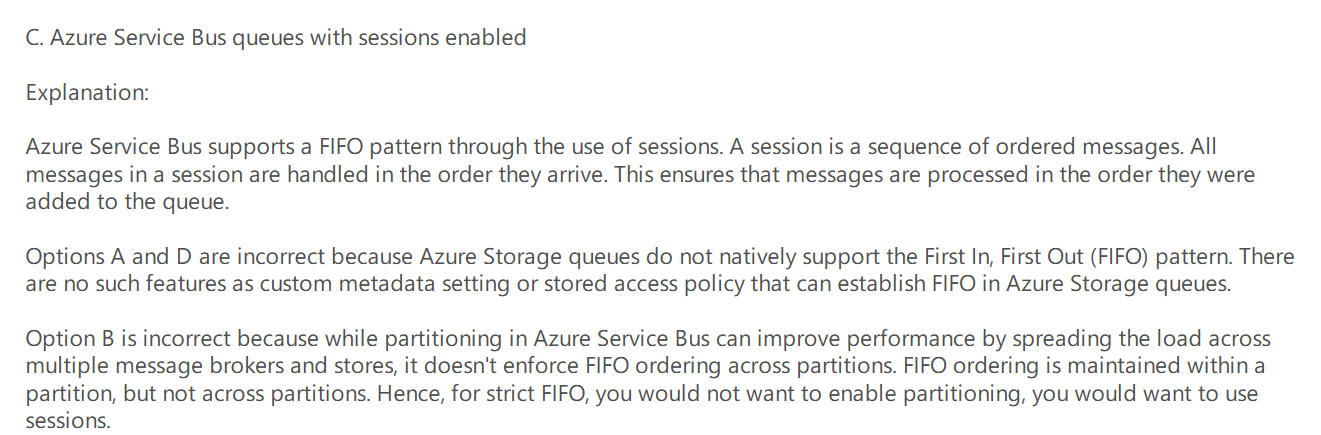 C. Azure Service Bus queues with sessions enabled
Explanation:
Azure Service Bus supports a FIFO pattern through the use of sessions. A session is a sequence of ordered messages. All
messages in a session are handled in the order they arrive. This ensures that messages are processed in the order they were
added to the queue.
Options A and D are incorrect because Azure Storage queues do not natively support the First In, First Out (FIFO) pattern. There
are no such features as custom metadata setting or stored access policy that can establish FIFO in Azure Storage queues.
Option B is incorrect because while partitioning in Azure Service Bus can improve performance by spreading the load across
multiple message brokers and stores, it doesn't enforce FIFO ordering across partitions. FIFO ordering is maintained within a
partition, but not across partitions. Hence, for strict FIFO, you would not want to enable partitioning, you would want to use
sessions.